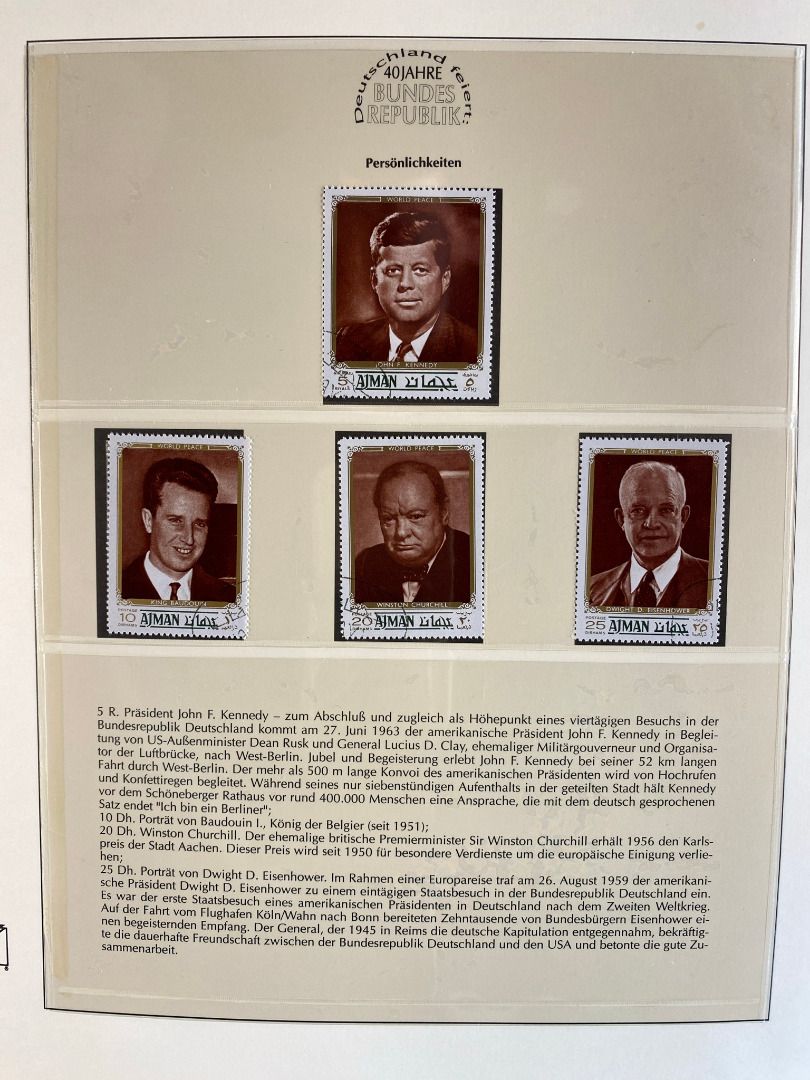 Deutschland feiert:
40 JAHRE
BUNDES
REPUBLIK
Persönlichkeiten
WORLD PEACE
JOHN F. KENNEDY
5 RIYALS AJMAN عجمان ٥
WORLD PEACE
KING BAUDOUIN
POSTAGE
10 DIRHAMS AJMAN عجمان
WORLD PEACE
WINSTON CHURCHILL
20 DIRHAMS AJMAN عجمان ٢٠
WORLD PEACE
DWIGHT D. EISENHOWER
POSTAGE
25 DIRHAMS AJMAN عجمان ٢٥
5 R. Präsident John F. Kennedy – zum Abschluß und zugleich als Höhepunkt eines viertägigen Besuchs in der
Bundesrepublik Deutschland kommt am 27. Juni 1963 der amerikanische Präsident John F. Kennedy in Beglei-
tung von US-Außenminister Dean Rusk und General Lucius D. Clay, ehemaliger Militärgouverneur und Organisa-
tor der Luftbrücke, nach West-Berlin. Jubel und Begeisterung erlebt John F. Kennedy bei seiner 52 km langen
Fahrt durch West-Berlin. Der mehr als 500 m lange Konvoi des amerikanischen Präsidenten wird von Hochrufen
und Konfettiregen begleitet. Während seines nur siebenstündigen Aufenthalts in der geteilten Stadt hält Kennedy
vor dem Schöneberger Rathaus vor rund 400.000 Menschen eine Ansprache, die mit dem deutsch gesprochenen
Satz endet "Ich bin ein Berliner";
10 Dh. Porträt von Baudouin I., König der Belgier (seit 1951);
20 Dh. Winston Churchill. Der ehemalige britische Premierminister Sir Winston Churchill erhält 1956 den Karls-
preis der Stadt Aachen. Dieser Preis wird seit 1950 für besondere Verdienste um die europäische Einigung verlie-
hen;
25 Dh. Porträt von Dwight D. Eisenhower. Im Rahmen einer Europareise traf am 26. August 1959 der amerikani-
sche Präsident Dwight D. Eisenhower zu einem eintägigen Staatsbesuch in der Bundesrepublik Deutschland ein.
Es war der erste Staatsbesuch eines amerikanischen Präsidenten in Deutschland nach dem Zweiten Weltkrieg.
Auf der Fahrt vom Flughafen Köln/Wahn nach Bonn bereiteten Zehntausende von Bundesbürgern Eisenhower ei-
nen begeisternden Empfang. Der General, der 1945 in Reims die deutsche Kapitulation entgegennahm, bekräftig-
te die dauerhafte Freundschaft zwischen der Bundesrepublik Deutschland und den USA und betonte die gute Zu-
sammenarbeit.